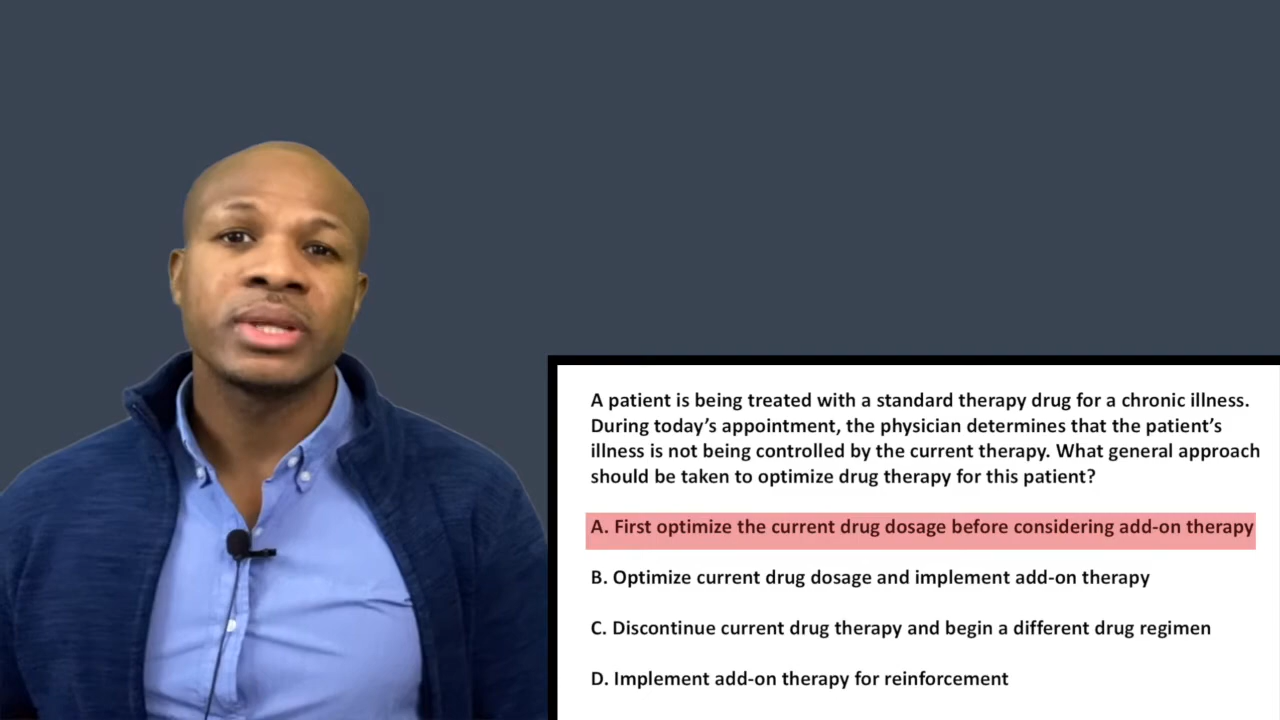 A patient is being treated with a standard therapy drug for a chronic illness.
During today's appointment, the physician determines that the patient's
illness is not being controlled by the current therapy. What general approach
should be taken to optimize drug therapy for this patient?
A. First optimize the current drug dosage before considering add-on therapy
B. Optimize current drug dosage and implement add-on therapy
C. Discontinue current drug therapy and begin a different drug regimen
D. Implement add-on therapy for reinforcement